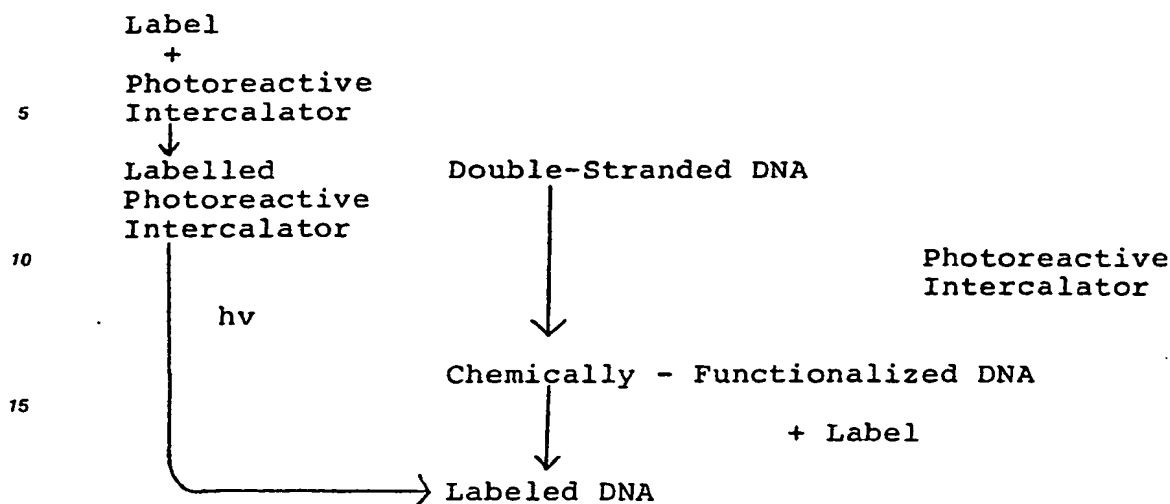 Label
+
Photoreactive
5 Intercalator
Labelled Double-Stranded DNA
Photoreactive
Intercalator
10 Photoreactive
Intercalator
hv
Chemically - Functionalized DNA
15
+ Label
Labeled DNA